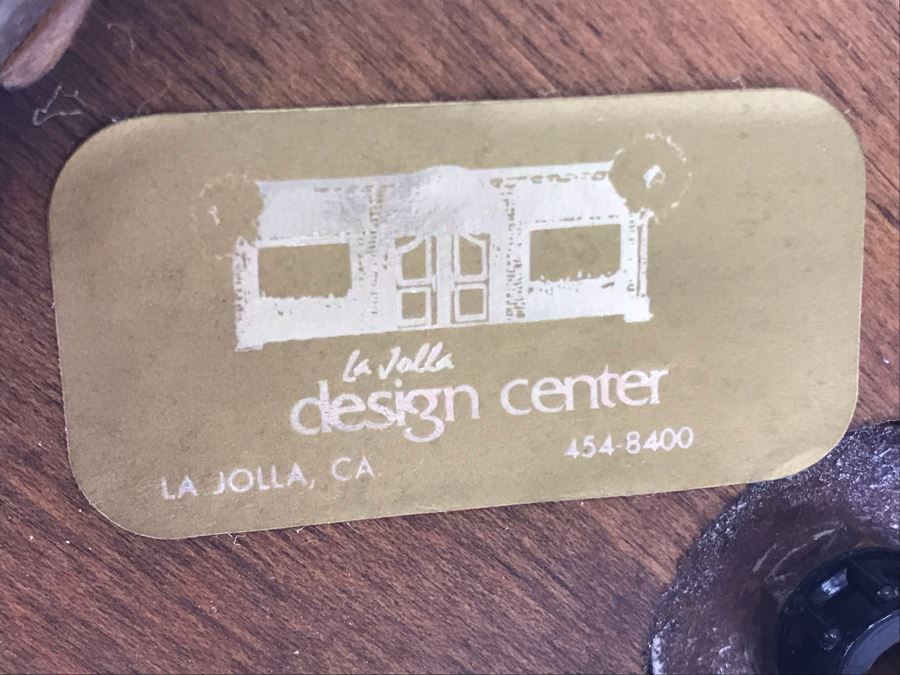 La Jolla
design center
454-8400
LA JOLLA, CA